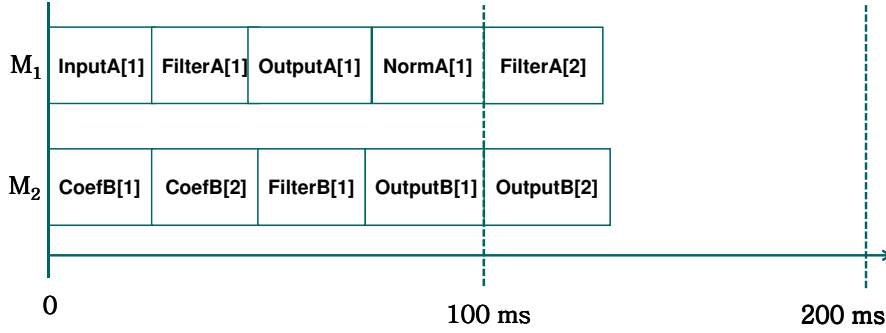 M1 InputA[1] FilterA[1] OutputA[1] NormA[1] FilterA[2]
M2 CoefB[1] CoefB[2] FilterB[1] OutputB[1] OutputB[2]
0 100 ms 200 ms